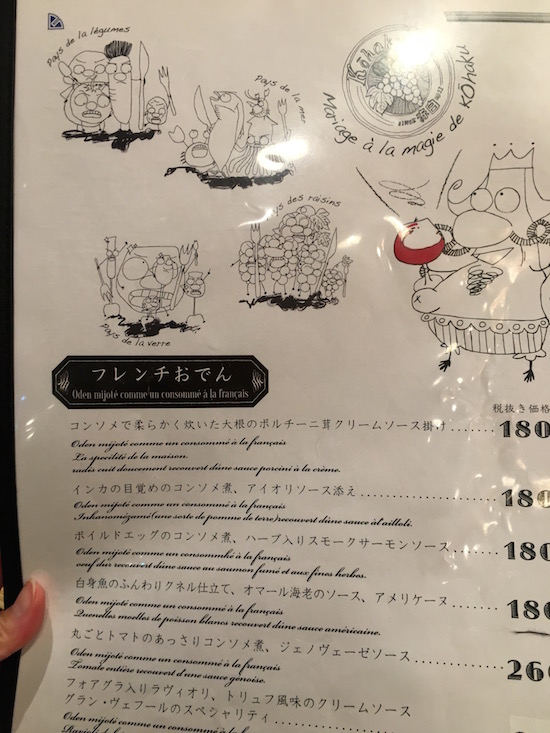 Pays de la légumes
Pays de la mer
Kōhaku
Mariage à la magie de KŌhaku
Pays des raisins
Pays de la verre
フレンチおでん
Oden mijoté comme un consommé à la français
税抜き価格
コンソメで柔らかく炊いた大根のポルチーニ茸クリームソース掛け 180
Oden mijoté comme un consommé à la français
La specilité de la maison.
radis cuit doucement recouvert d'une sauce porcini à la crème.
インカの目覚めのコンソメ煮、アイオリソース添え 180
Oden mijoté comme un consommé à la français
Inkanomezame(une sorte de pomme de terre)recouvert d'une sauce à l'ailloli.
ボイルドエッグのコンソメ煮、ハーブ入りスモークサーモンソース 180
Oden mijoté comme un consommhé à la français
oeuf dur recouvert d'une sauce au saumon fumé et aux fines herbes.
白身魚のふんわりクネル仕立て、オマール海老のソース、アメリケーヌ 180
Oden mijoté comme un consommé à la français
Quenelles moelles de poisson blancs recouvert d'une sauce américaine.
丸ごとトマトのあっさりコンソメ煮、ジェノヴェーゼソース 260
Oden mijoté comme un consommé à la français
Tomate entière recouvert d'une sauce génoise.
フォアグラ入りラヴィオリ、トリュフ風味のクリームソース
グラン・ヴェフールのスペシャリティ
Oden mijoté comme un consommé à la